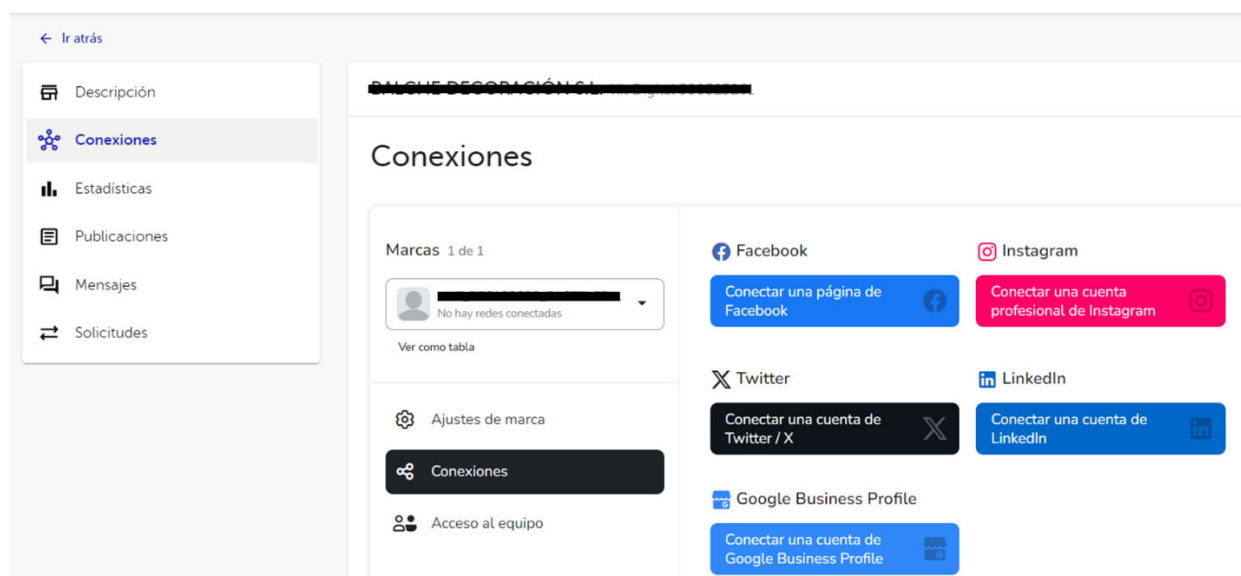 Ir atrás
Descripción
Conexiones
Estadísticas
Publicaciones
Mensajes
Solicitudes
Conexiones
Marcas 1 de 1
No hay redes conectadas
Ver como tabla
Ajustes de marca
Conexiones
Acceso al equipo
Facebook
Conectar una página de
Facebook
Instagram
Conectar una cuenta
profesional de Instagram
Twitter
Conectar una cuenta de
Twitter / X
LinkedIn
Conectar una cuenta de
LinkedIn
Google Business Profile
Conectar una cuenta de
Google Business Profile